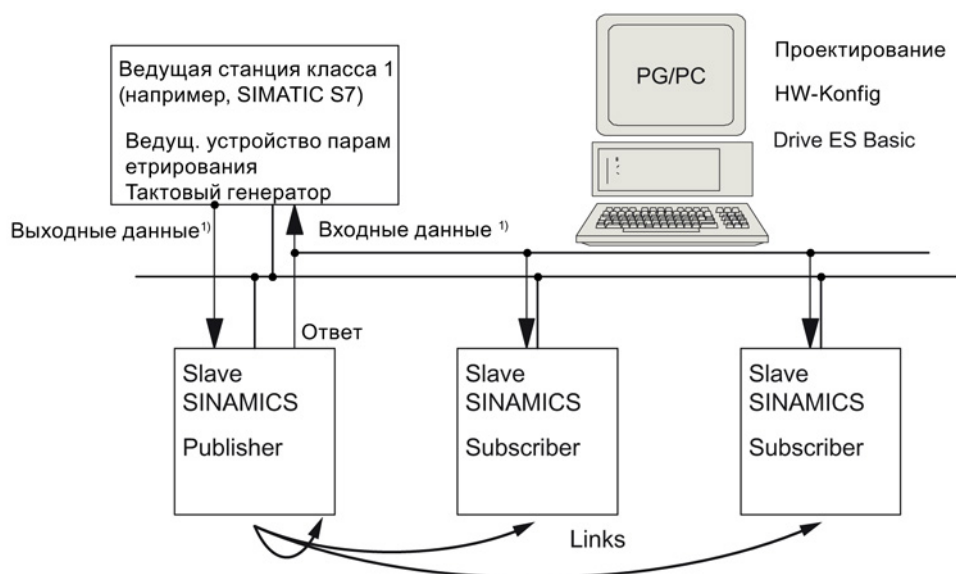 Ведущая станция класса 1
(например, SIMATIC S7)
Ведущ. устройство парам
етрирования
Тактовый генератор
PG/PC
Проектирование
HW-Konfig
Drive ES Basic
Выходные данные¹⁾
Входные данные ¹⁾
Ответ
Slave
SINAMICS
Publisher
Slave
SINAMICS
Subscriber
Slave
SINAMICS
Subscriber
Links